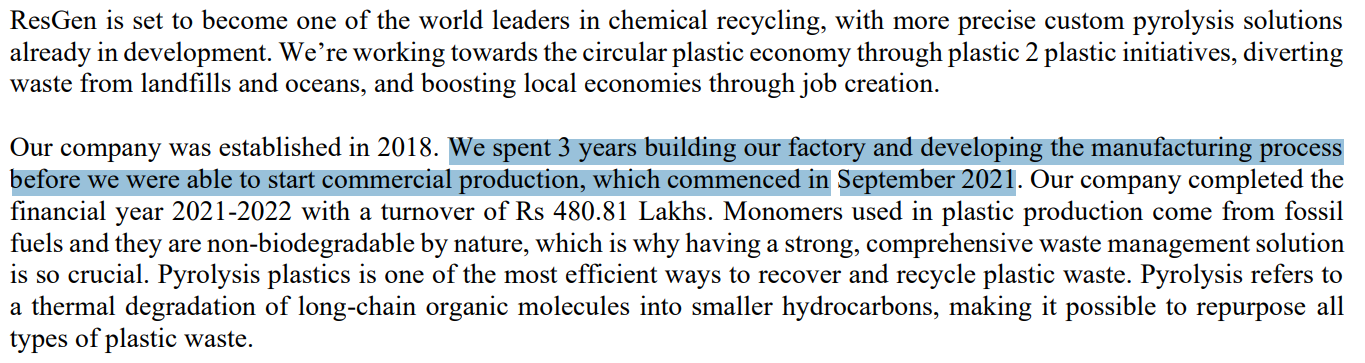 ResGen is set to become one of the world leaders in chemical recycling, with more precise custom pyrolysis solutions
already in development. We’re working towards the circular plastic economy through plastic 2 plastic initiatives, diverting
waste from landfills and oceans, and boosting local economies through job creation.
Our company was established in 2018. We spent 3 years building our factory and developing the manufacturing process
before we were able to start commercial production, which commenced in September 2021. Our company completed the
financial year 2021-2022 with a turnover of Rs 480.81 Lakhs. Monomers used in plastic production come from fossil
fuels and they are non-biodegradable by nature, which is why having a strong, comprehensive waste management solution
is so crucial. Pyrolysis plastics is one of the most efficient ways to recover and recycle plastic waste. Pyrolysis refers to
a thermal degradation of long-chain organic molecules into smaller hydrocarbons, making it possible to repurpose all
types of plastic waste.